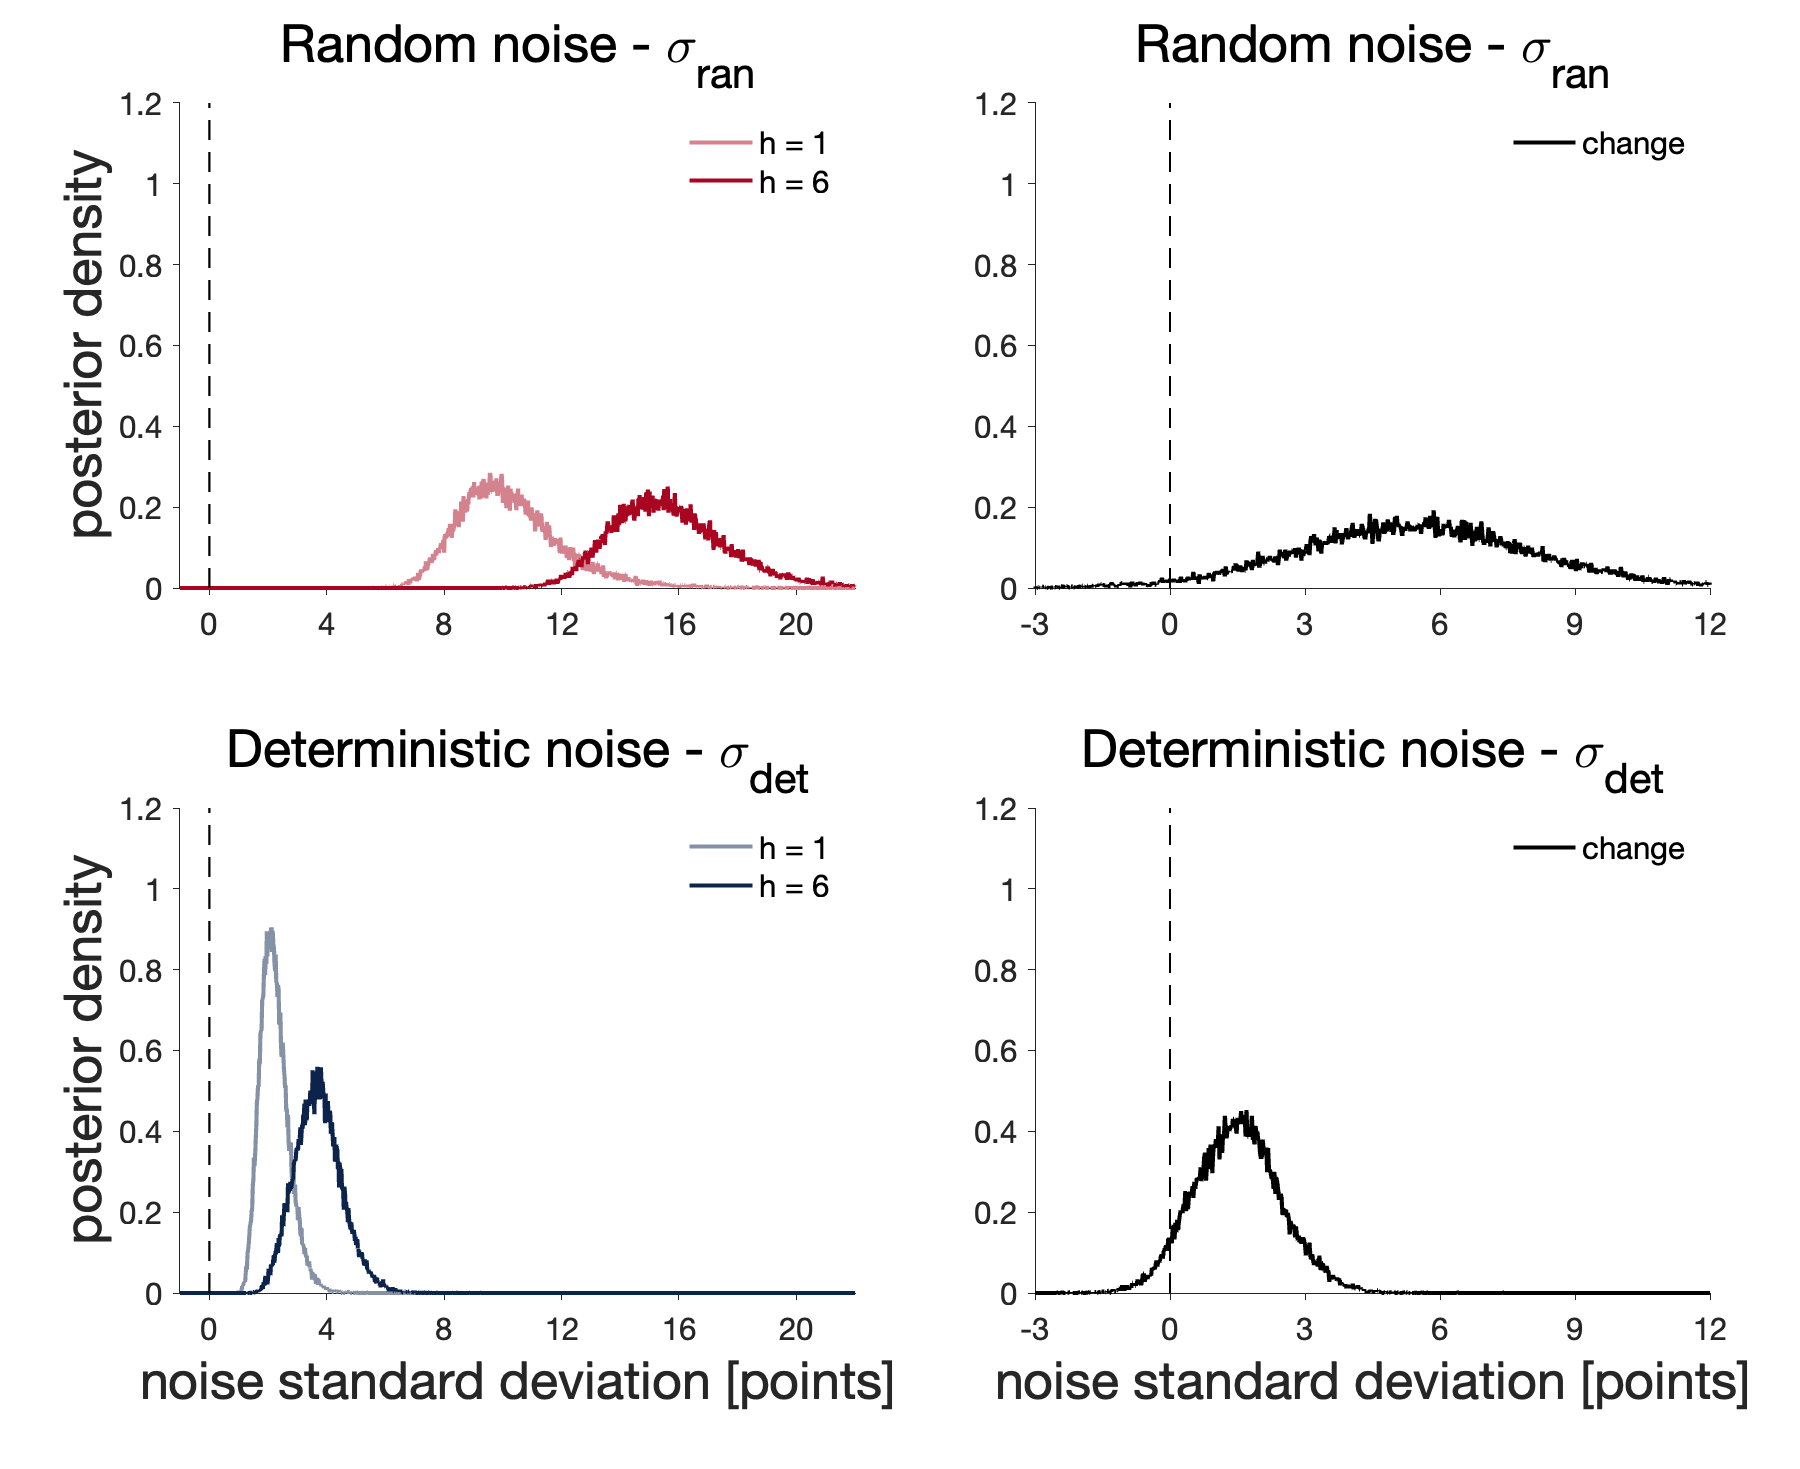 Random noise - σran
1.2
1
0.8
0.6
0.4
0.2
0
posterior density
h = 1
h = 6
0 4 8 12 16 20
Random noise - σran
1.2
1
0.8
0.6
0.4
0.2
0
change
-3 0 3 6 9 12
Deterministic noise - σdet
1.2
1
0.8
0.6
0.4
0.2
0
posterior density
h = 1
h = 6
0 4 8 12 16 20
noise standard deviation [points]
Deterministic noise - σdet
1.2
1
0.8
0.6
0.4
0.2
0
change
-3 0 3 6 9 12
noise standard deviation [points]